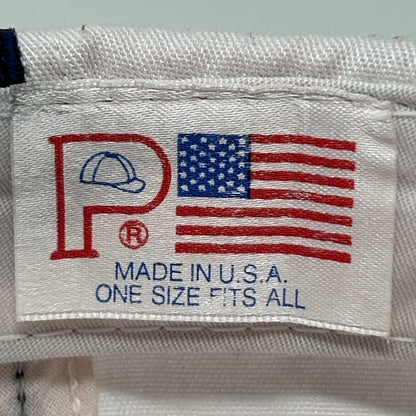 P®
MADE IN U.S.A.
ONE SIZE FITS ALL